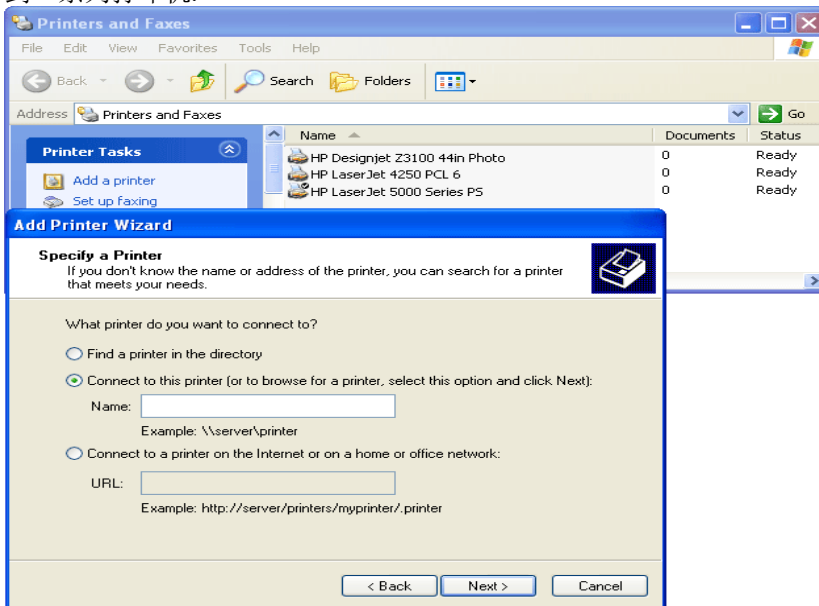 Printers and Faxes
File Edit View Favorites Tools Help
Back Search Folders
Address Printers and Faxes Go
Name Documents Status
Printer Tasks
HP Designjet Z3100 44in Photo 0 Ready
Add a printer
HP LaserJet 4250 PCL 6 0 Ready
Set up faxing
HP LaserJet 5000 Series PS 0 Ready
Add Printer Wizard
Specify a Printer
If you don't know the name or address of the printer, you can search for a printer
that meets your needs.
What printer do you want to connect to?
Find a printer in the directory
Connect to this printer (or to browse for a printer, select this option and click Next):
Name:
Example: \\server\printer
Connect to a printer on the Internet or on a home or office network:
URL:
Example: http://server/printers/myprinter/.printer
< Back Next > Cancel